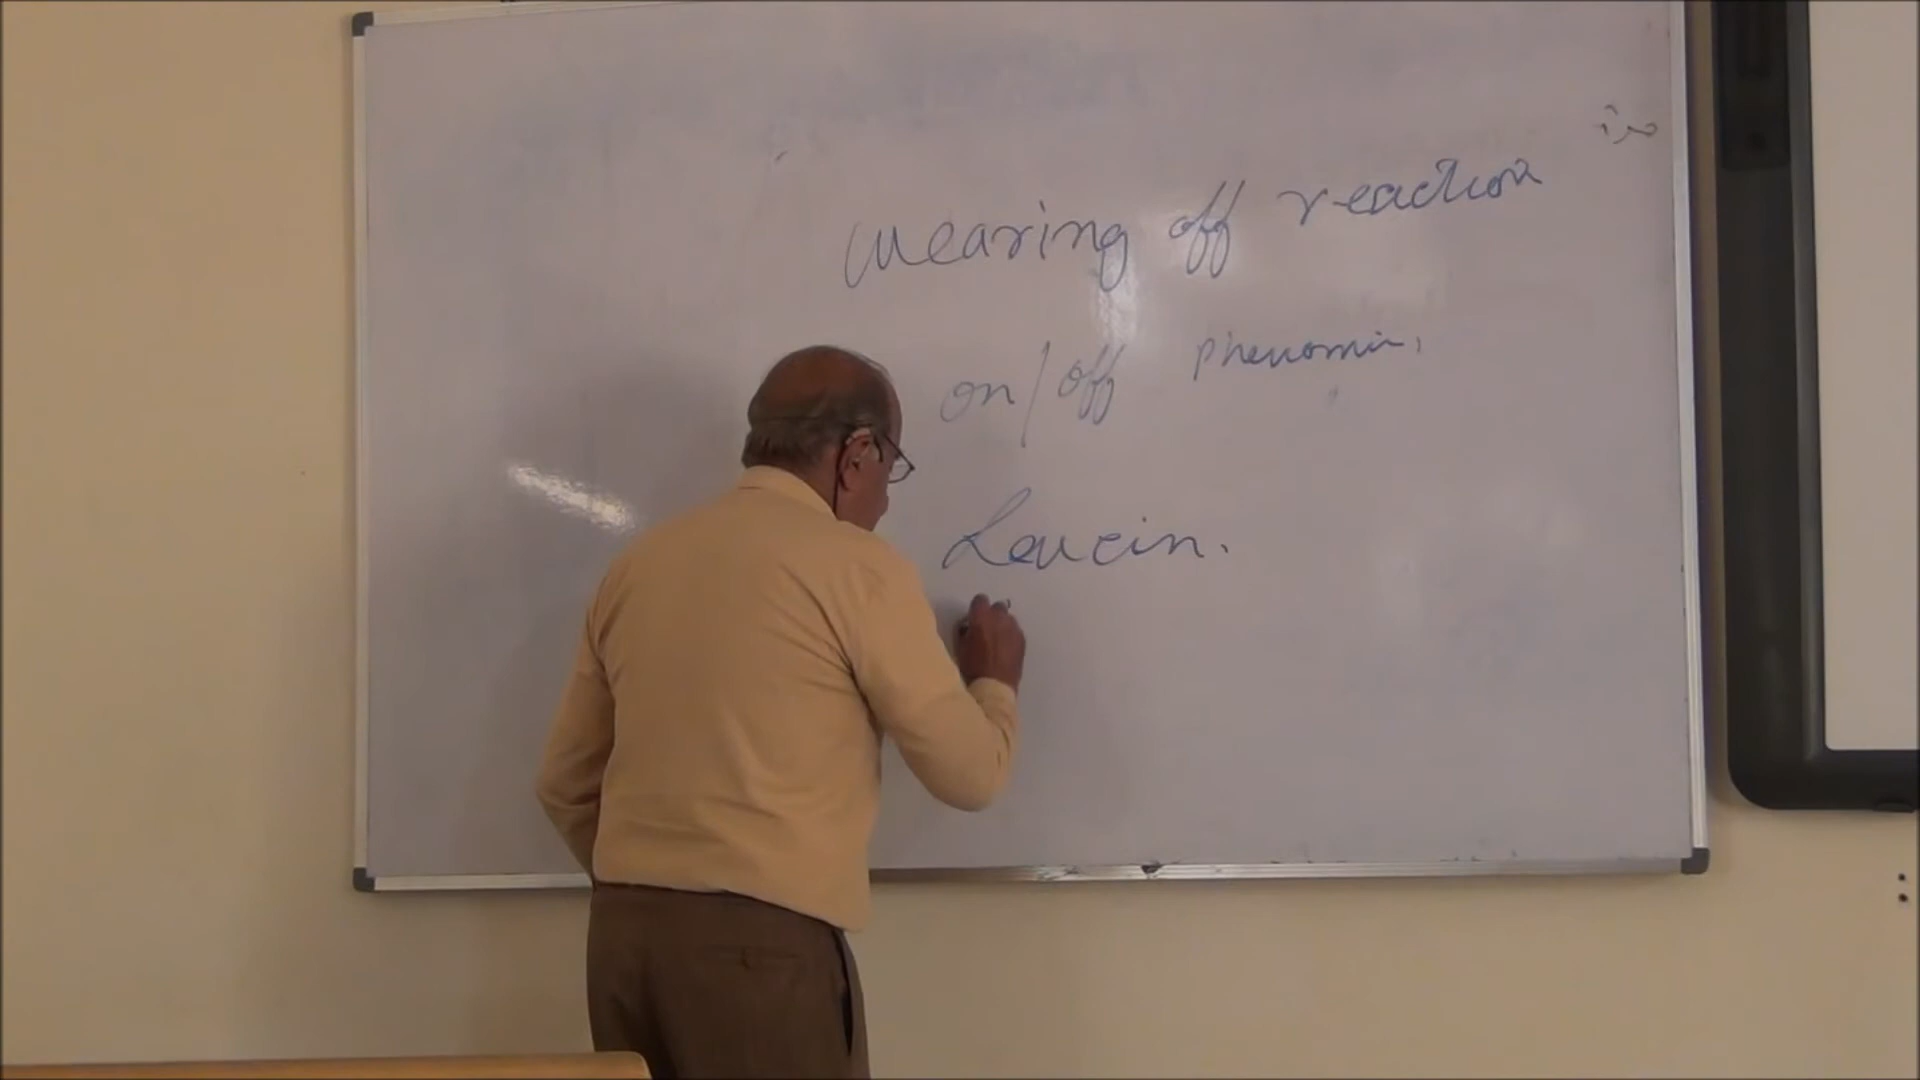 wearing off reaction
on/off phenomin,
Leucin.